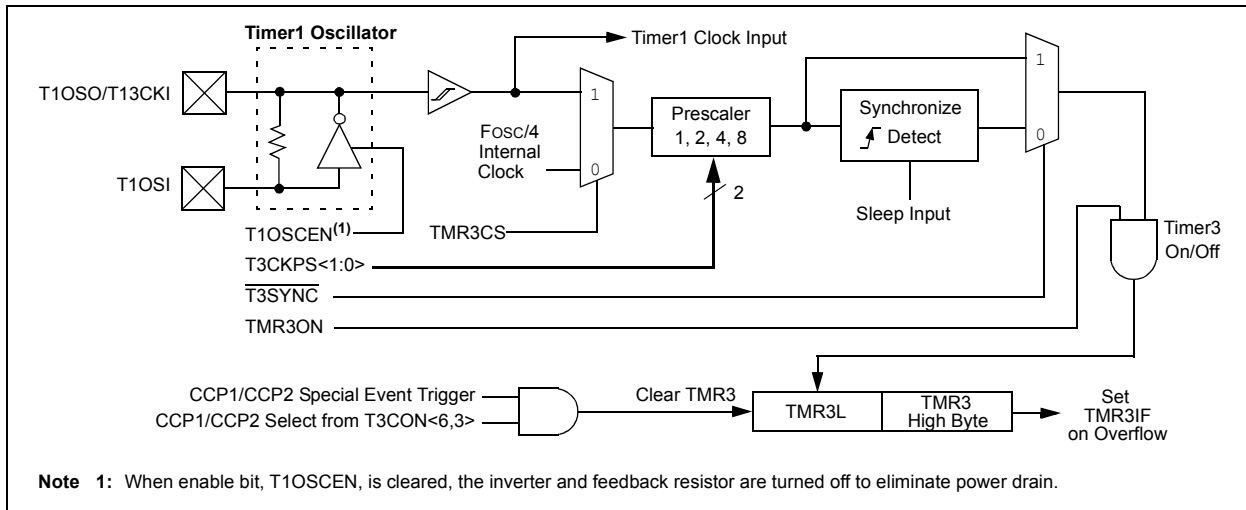 Timer1 Oscillator
Timer1 Clock Input
T1OSO/T13CKI
T1OSI
FOSC/4
Internal
Clock
1
0
Prescaler
1, 2, 4, 8
2
Synchronize
Detect
Sleep Input
1
0
T1OSCEN(1)
TMR3CS
T3CKPS<1:0>
T3SYNC
TMR3ON
Timer3
On/Off
CCP1/CCP2 Special Event Trigger
CCP1/CCP2 Select from T3CON<6,3>
Clear TMR3
TMR3L
TMR3
High Byte
Set
TMR3IF
on Overflow
Note 1: When enable bit, T1OSCEN, is cleared, the inverter and feedback resistor are turned off to eliminate power drain.